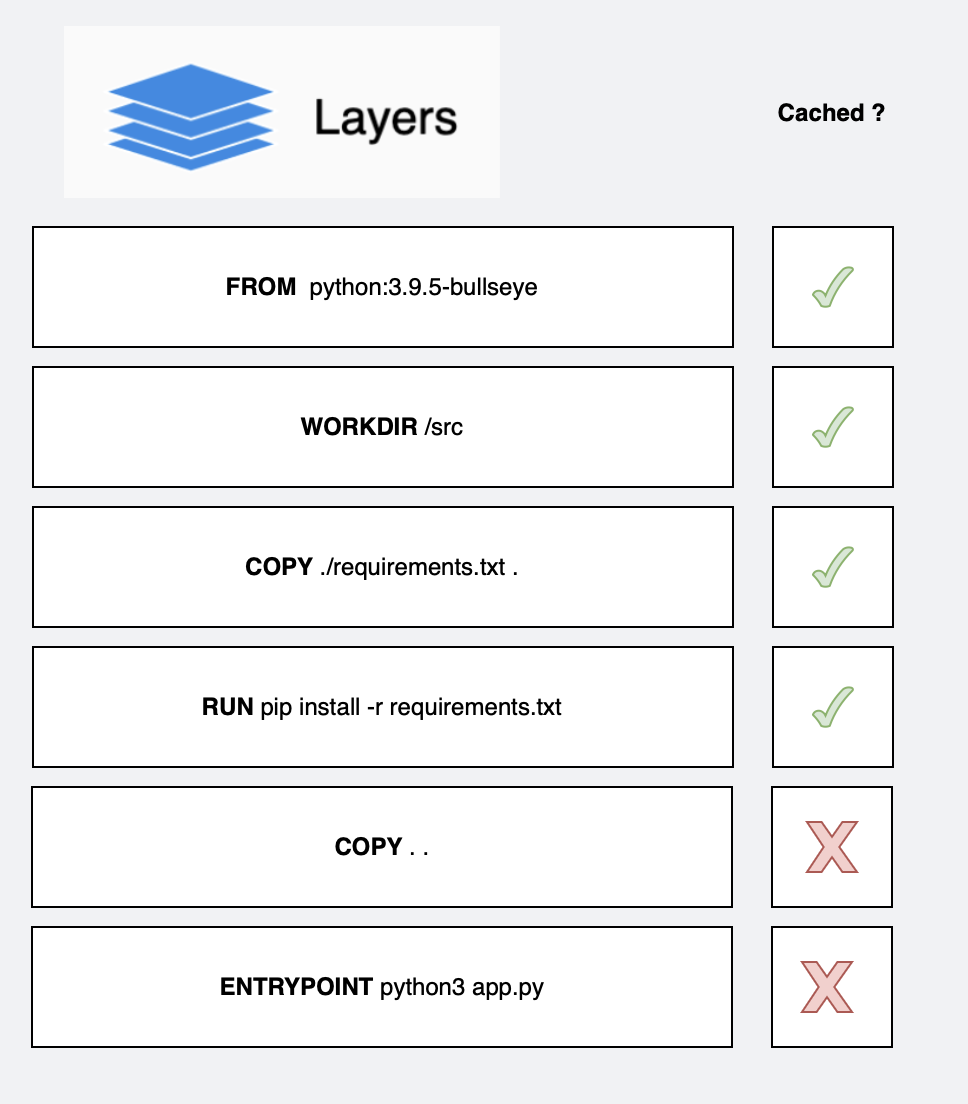 Layers
Cached ?
FROM python:3.9.5-bullseye
WORKDIR /src
COPY ./requirements.txt .
RUN pip install -r requirements.txt
COPY . .
ENTRYPOINT python3 app.py